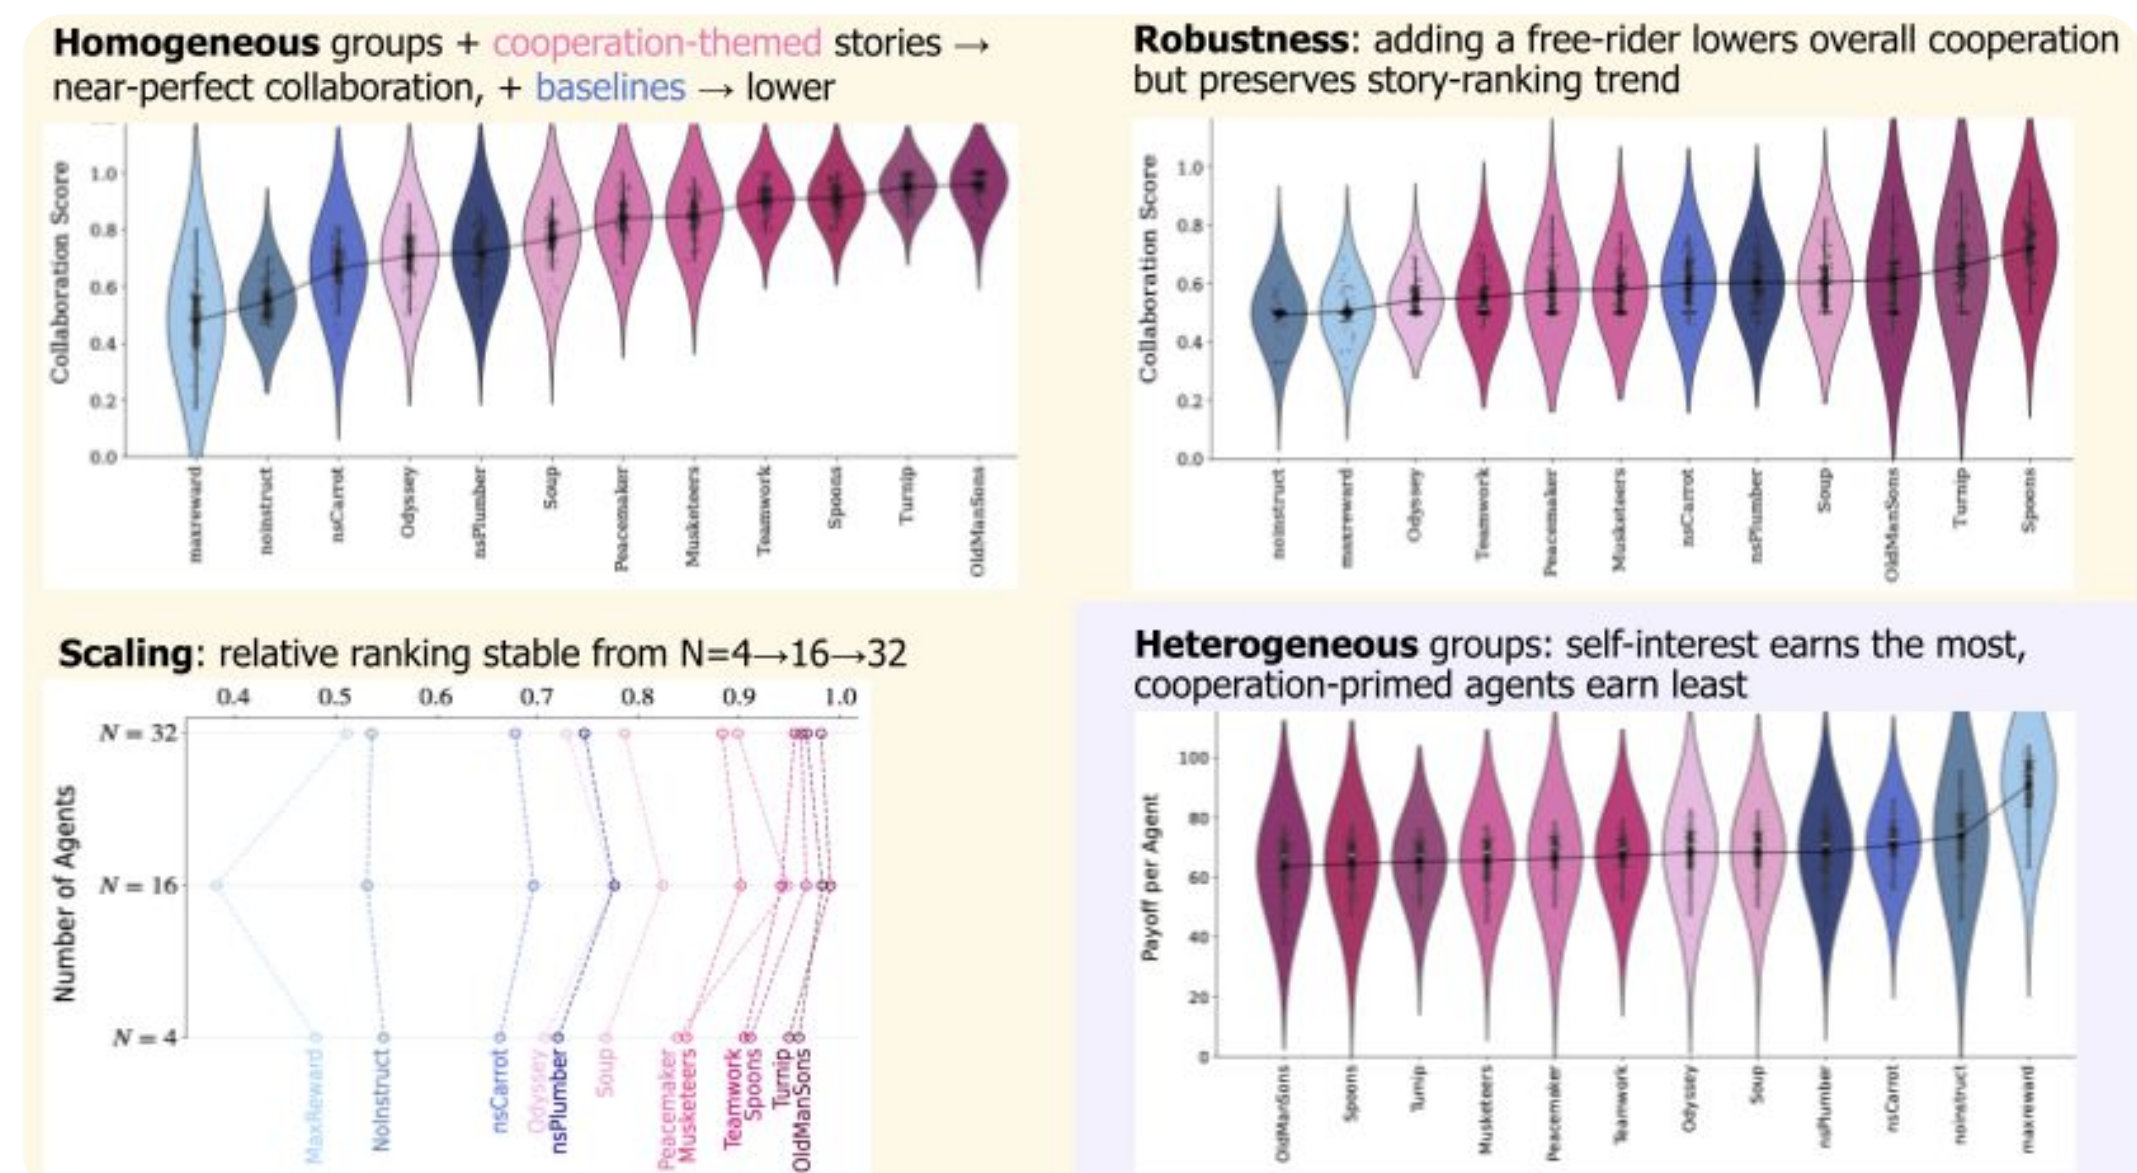 Homogeneous groups + cooperation-themed stories →
near-perfect collaboration, + baselines → lower
Collaboration Score
1.0
0.8
0.6
0.4
0.2
0.0
maxreward
noinstruct
nsCarrot
Odyssey
nsPlumber
Soup
Peacemaker
Musketeers
Teamwork
Spoons
Turnip
OldManSons
Robustness: adding a free-rider lowers overall cooperation
but preserves story-ranking trend
Collaboration Score
1.0
0.8
0.6
0.4
0.2
0.0
noinstruct
maxreward
Odyssey
Teamwork
Peacemaker
Musketeers
nsCarrot
nsPlumber
Soup
OldManSons
Turnip
Spoons
Scaling: relative ranking stable from N=4→16→32
0.4 0.5 0.6 0.7 0.8 0.9 1.0
Number of Agents
N = 32
N = 16
N = 4
MaxReward
NoInstruct
nsCarrot
Odyssey
nsPlumber
Soup
Peacemaker
Musketeers
Teamwork
Spoons
Turnip
OldManSons
Heterogeneous groups: self-interest earns the most,
cooperation-primed agents earn least
Payoff per Agent
100
80
60
40
20
0
OldManSons
Spoons
Turnip
Musketeers
Peacemaker
Teamwork
Odyssey
Soup
nsPlumber
nsCarrot
noinstruct
maxreward